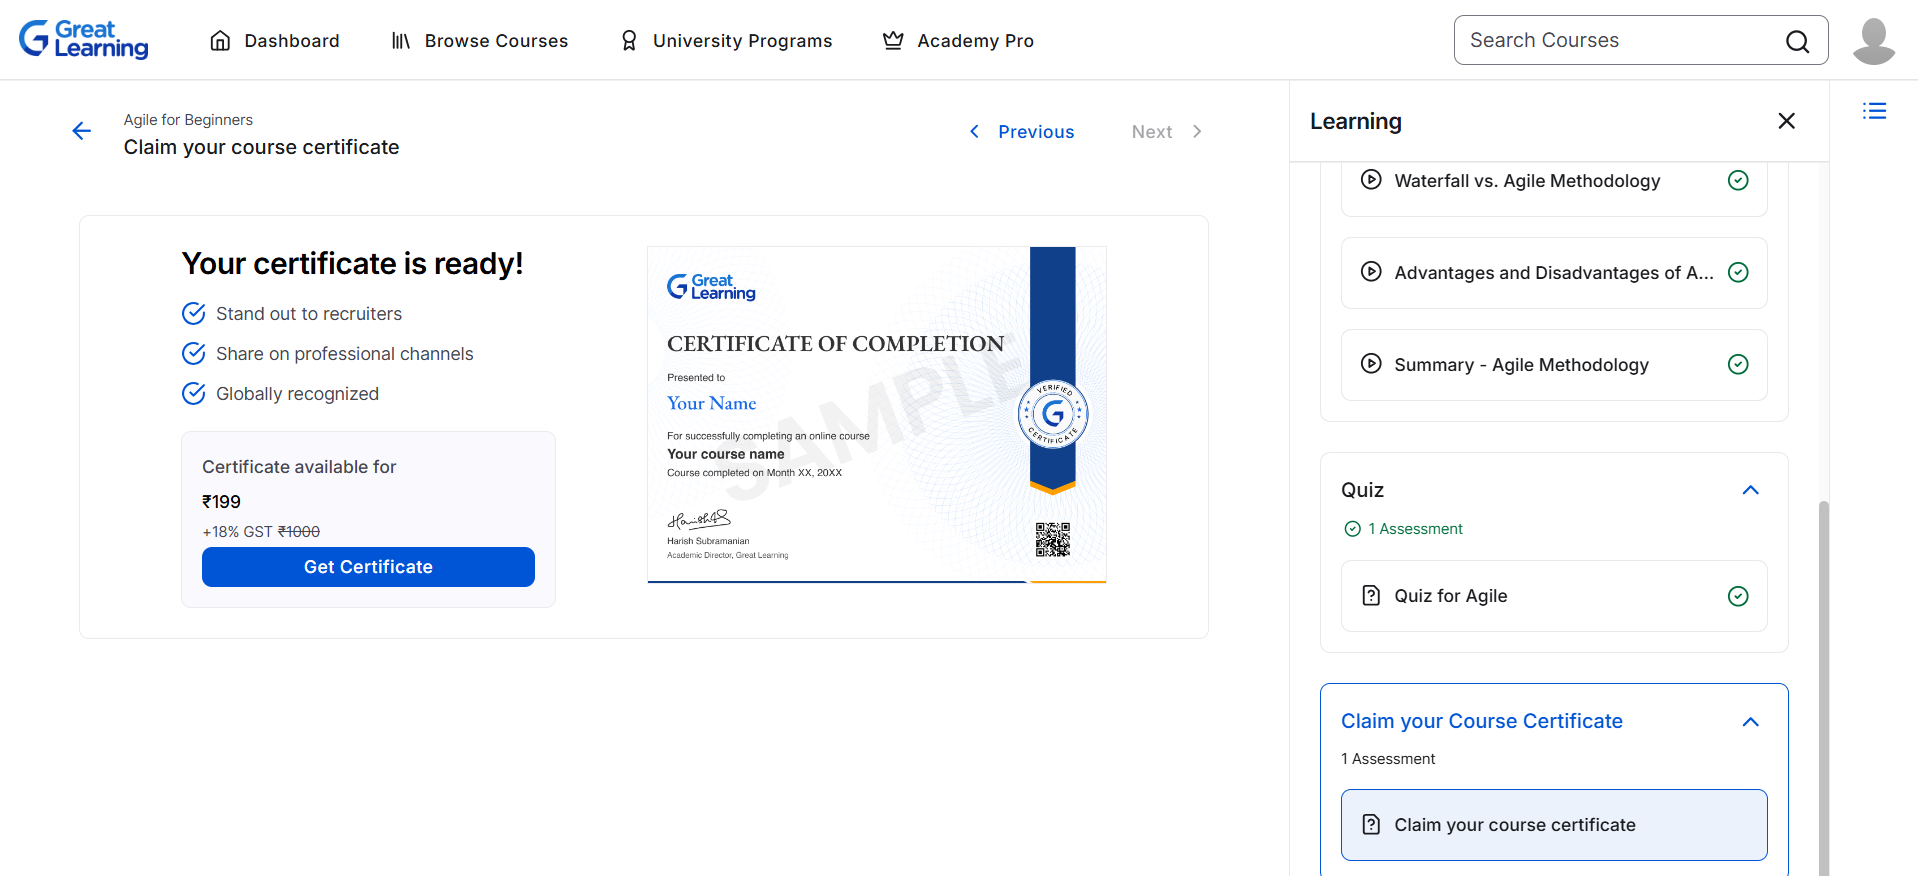 Great Learning
Dashboard
Browse Courses
University Programs
Academy Pro
Search Courses
Agile for Beginners
Claim your course certificate
Previous
Next
Your certificate is ready!
Stand out to recruiters
Share on professional channels
Globally recognized
Certificate available for
₹199
+18% GST ₹1000
Get Certificate
Great Learning
CERTIFICATE OF COMPLETION
Presented to
Your Name
For successfully completing an online course
Your course name
Course completed on Month XX, 20XX
Harish Subramanian
Academic Director, Great Learning
SAMPLE
VERIFIED
CERTIFICATE
Learning
Waterfall vs. Agile Methodology
Advantages and Disadvantages of A...
Summary - Agile Methodology
Quiz
1 Assessment
Quiz for Agile
Claim your Course Certificate
1 Assessment
Claim your course certificate